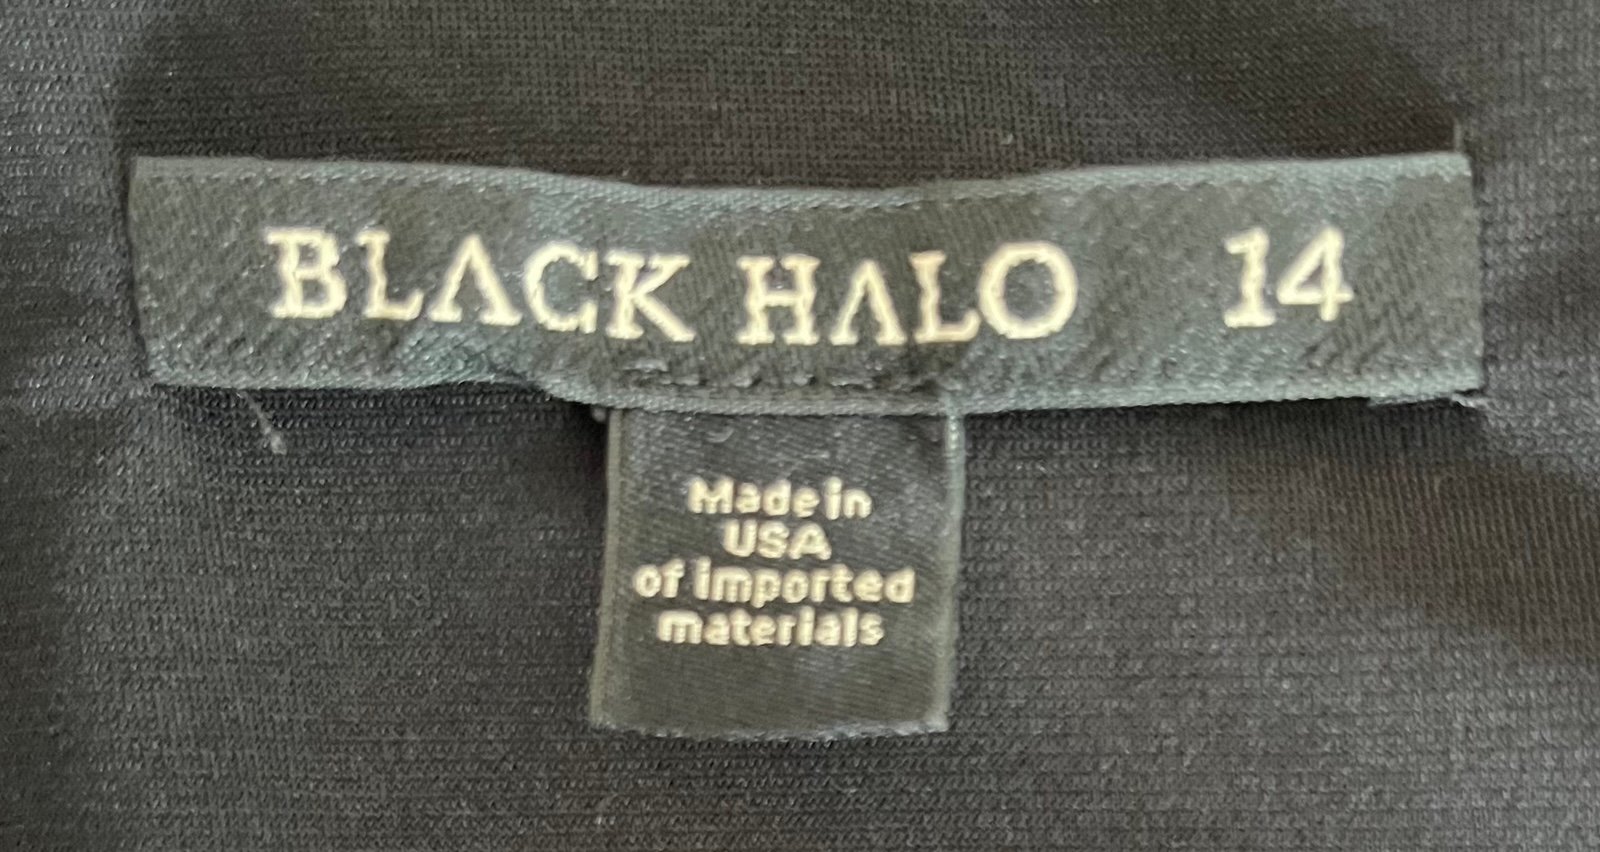 BLACK HALO 14
Made in
USA
of imported
materials